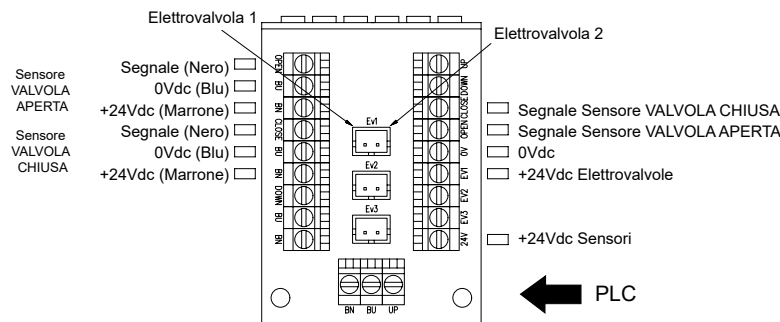 Elettrovalvola 1
Elettrovalvola 2
Sensore
VALVOLA
APERTA
Segnale (Nero)
0Vdc (Blu)
+24Vdc (Marrone)
Sensore
VALVOLA
CHIUSA
Segnale (Nero)
0Vdc (Blu)
+24Vdc (Marrone)
OPEN
BU
BN
CLOSE
BU
BN
DOWN
BU
BN
Ev1
Ev2
Ev3
UP
DOWN
CLOSE
OPEN
0V
EV1
EV2
EV3
24V
Segnale Sensore VALVOLA CHIUSA
Segnale Sensore VALVOLA APERTA
0Vdc
+24Vdc Elettrovalvole
+24Vdc Sensori
BN BU UP
PLC